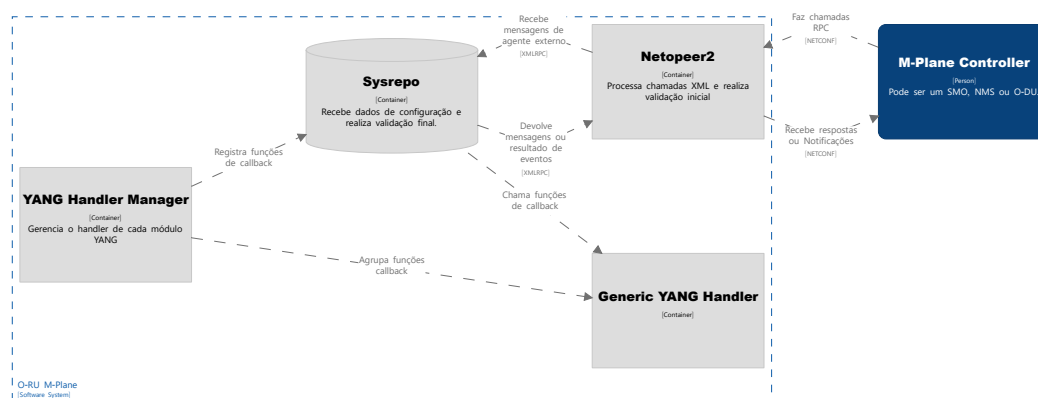 Recebe
mensagens de
agente externo
[XMLRPC]
Faz chamadas
RPC
[NETCONF]
Sysrepo
[Container]
Recebe dados de configuração e
realiza validação final.
Netopeer2
[Container]
Processa chamadas XML e realiza
validação inicial
M-Plane Controller
[Person]
Pode ser um SMO, NMS ou O-DU.
Devolve
mensagens ou
resultado de
eventos
[XMLRPC]
Recebe respostas
ou Notificações
[NETCONF]
Registra funções
de callback
YANG Handler Manager
[Container]
Gerencia o handler de cada módulo
YANG
Chama funções
de callback
Agrupa funções
callback
Generic YANG Handler
[Container]
O-RU M-Plane
[Software System]